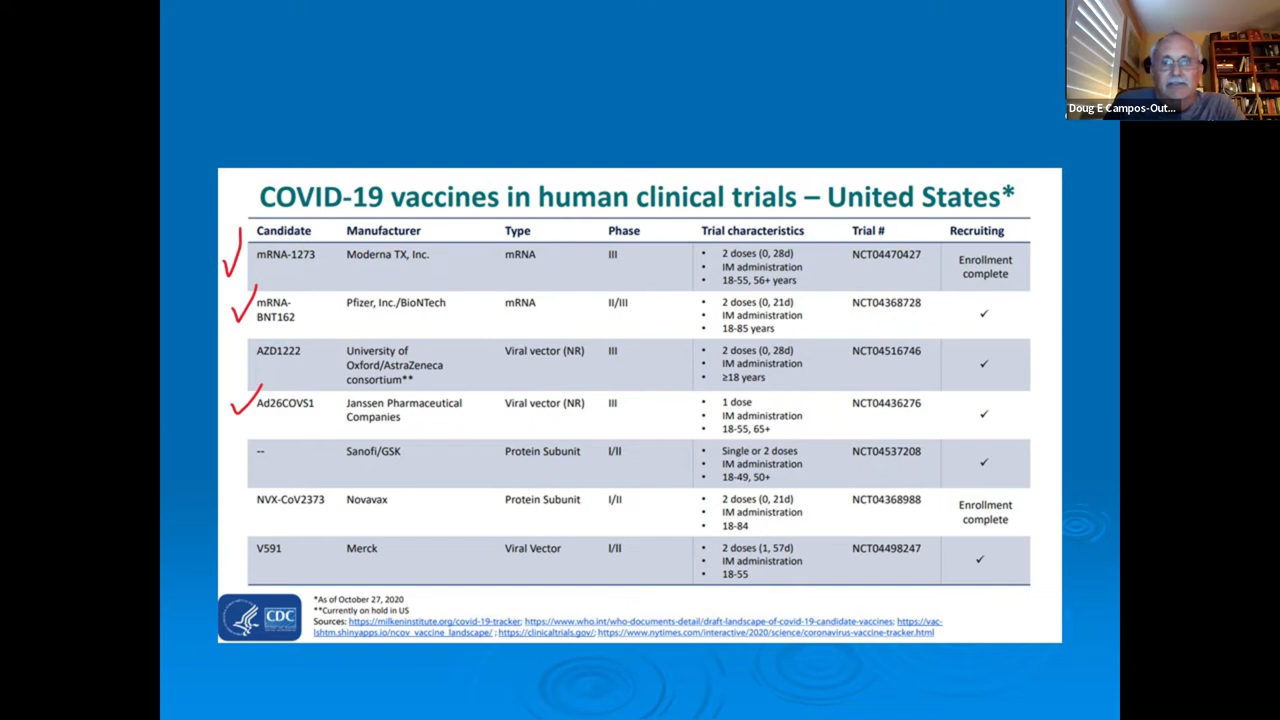 Doug E Campos-Out...
COVID-19 vaccines in human clinical trials – United States*
Candidate Manufacturer Type Phase Trial characteristics Trial # Recruiting
mRNA-1273 Moderna TX, Inc. mRNA III • 2 doses (0, 28d) NCT04470427 Enrollment
• IM administration complete
• 18-55, 56+ years
mRNA- Pfizer, Inc./BioNTech mRNA II/III • 2 doses (0, 21d) NCT04368728 ✓
BNT162 • IM administration
• 18-85 years
AZD1222 University of Viral vector (NR) III • 2 doses (0, 28d) NCT04516746 ✓
Oxford/AstraZeneca • IM administration
consortium** • ≥18 years
Ad26COVS1 Janssen Pharmaceutical Viral vector (NR) III • 1 dose NCT04436276 ✓
Companies • IM administration
• 18-55, 65+
-- Sanofi/GSK Protein Subunit I/II • Single or 2 doses NCT04537208 ✓
• IM administration
• 18-49, 50+
NVX-CoV2373 Novavax Protein Subunit I/II • 2 doses (0, 21d) NCT04368988 Enrollment
• IM administration complete
• 18-84
V591 Merck Viral Vector I/II • 2 doses (1, 57d) NCT04498247 ✓
• IM administration
• 18-55
CDC
*As of October 27, 2020
**Currently on hold in US
Sources: https://milkeninstitute.org/covid-19-tracker; https://www.who.int/who-documents-detail/draft-landscape-of-covid-19-candidate-vaccines; https://vac-
lshtm.shinyapps.io/ncov_vaccine_landscape/ ; https://clinicaltrials.gov/; https://www.nytimes.com/interactive/2020/science/coronavirus-vaccine-tracker.html